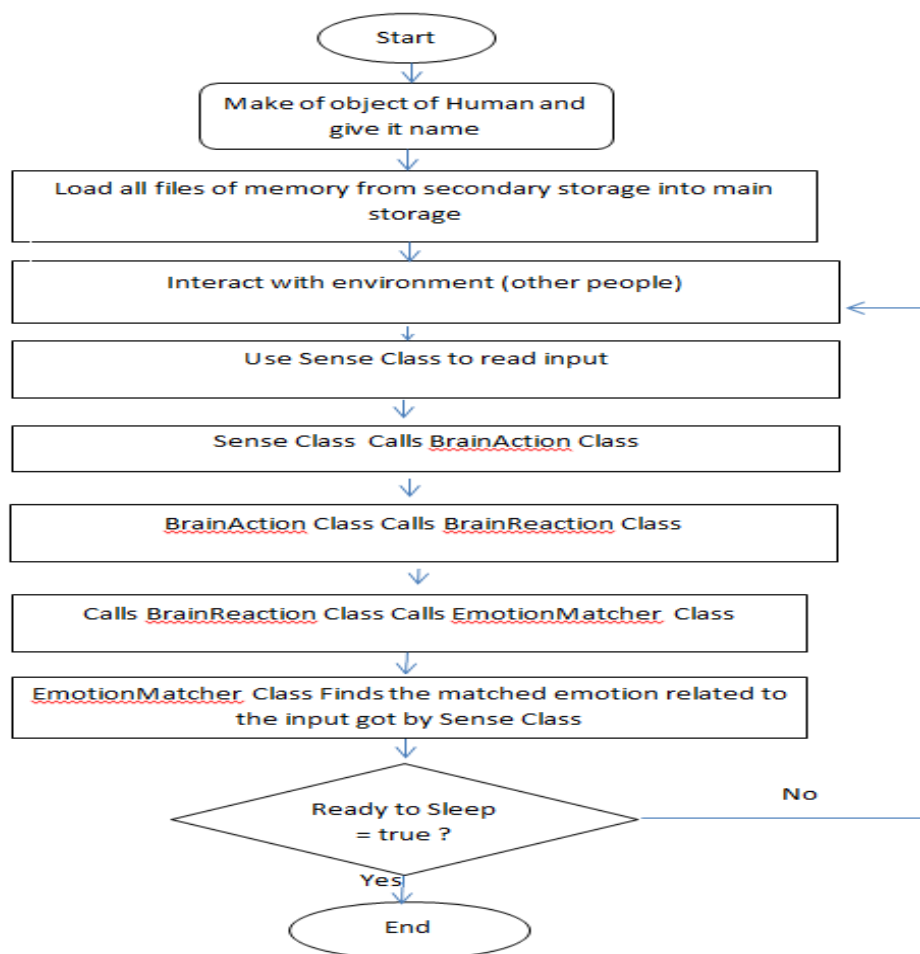 Start
Make of object of Human and
give it name
Load all files of memory from secondary storage into main
storage
Interact with environment (other people)
Use Sense Class to read input
Sense Class Calls BrainAction Class
BrainAction Class Calls BrainReaction Class
Calls BrainReaction Class Calls EmotionMatcher Class
EmotionMatcher Class Finds the matched emotion related to
the input got by Sense Class
Ready to Sleep
= true ?
No
Yes
End